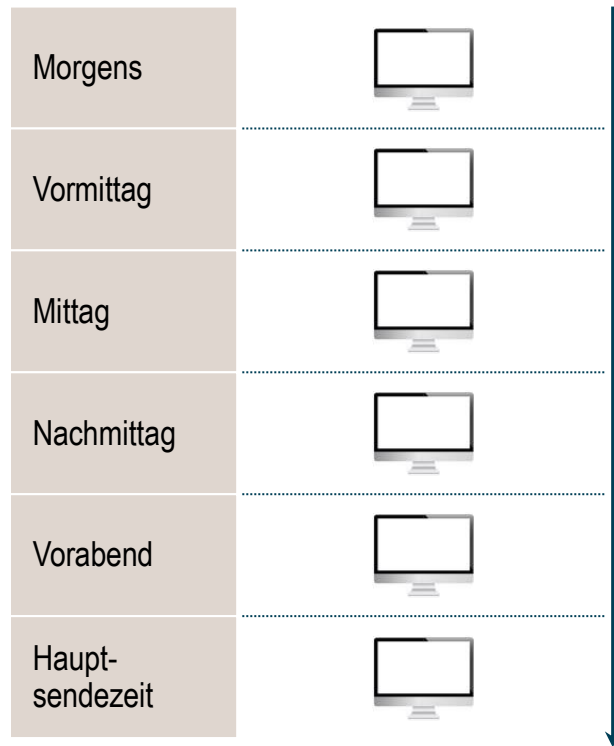 Morgens
Vormittag
Mittag
Nachmittag
Vorabend
Haupt-
sendezeit